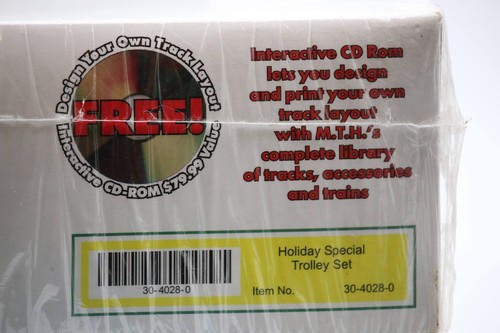 Design Your Own Track Layout
FREE!
Interactive CD-ROM $79.99 Value
Interactive CD Rom
lets you design
and print your own
track layout
with M.T.H.'s
complete library
of tracks, accessories
and trains
30-4028-0
Holiday Special
Trolley Set
Item No. 30-4028-0